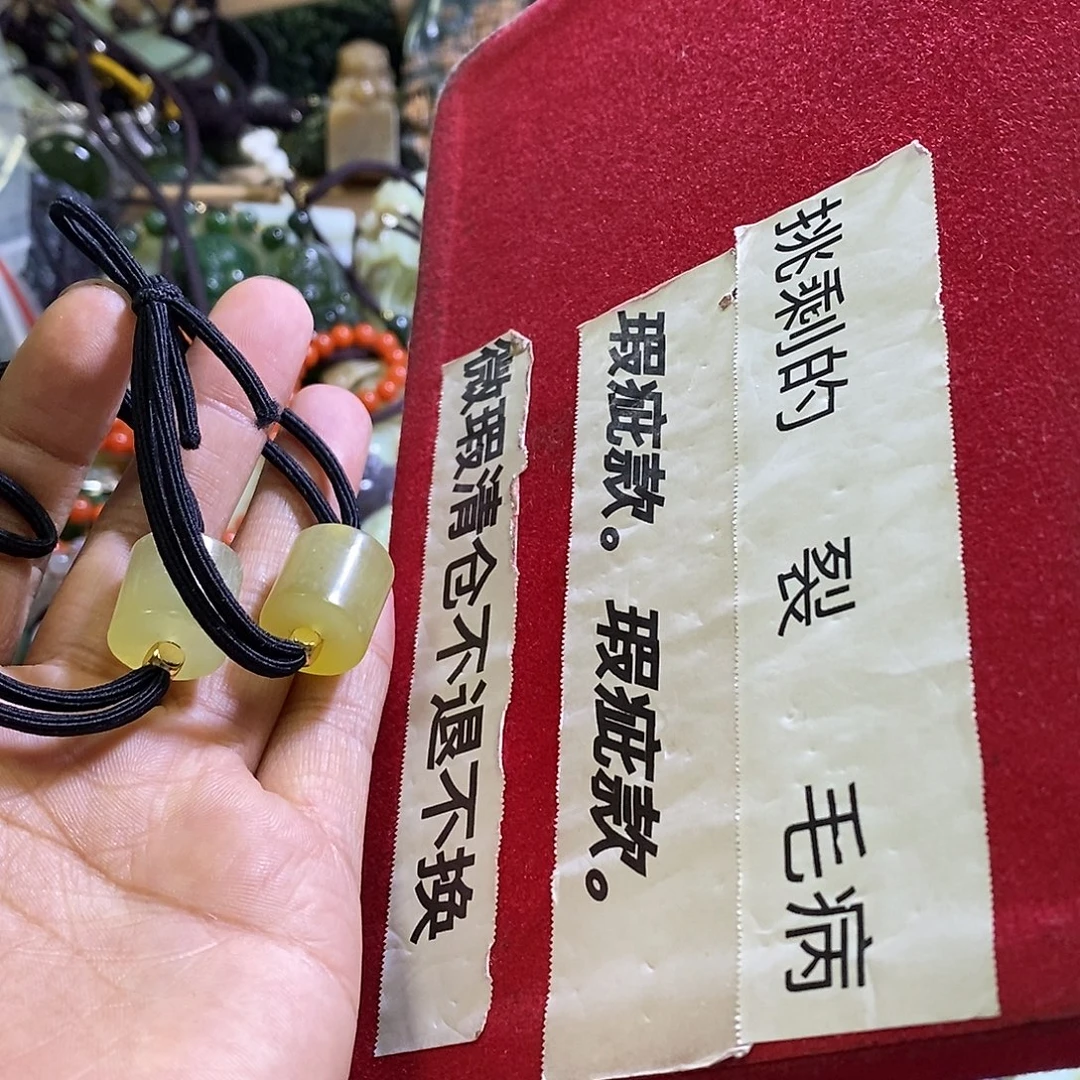 挑剩的 裂 毛病
瑕疵款。瑕疵款。
微瑕清仓不退不换